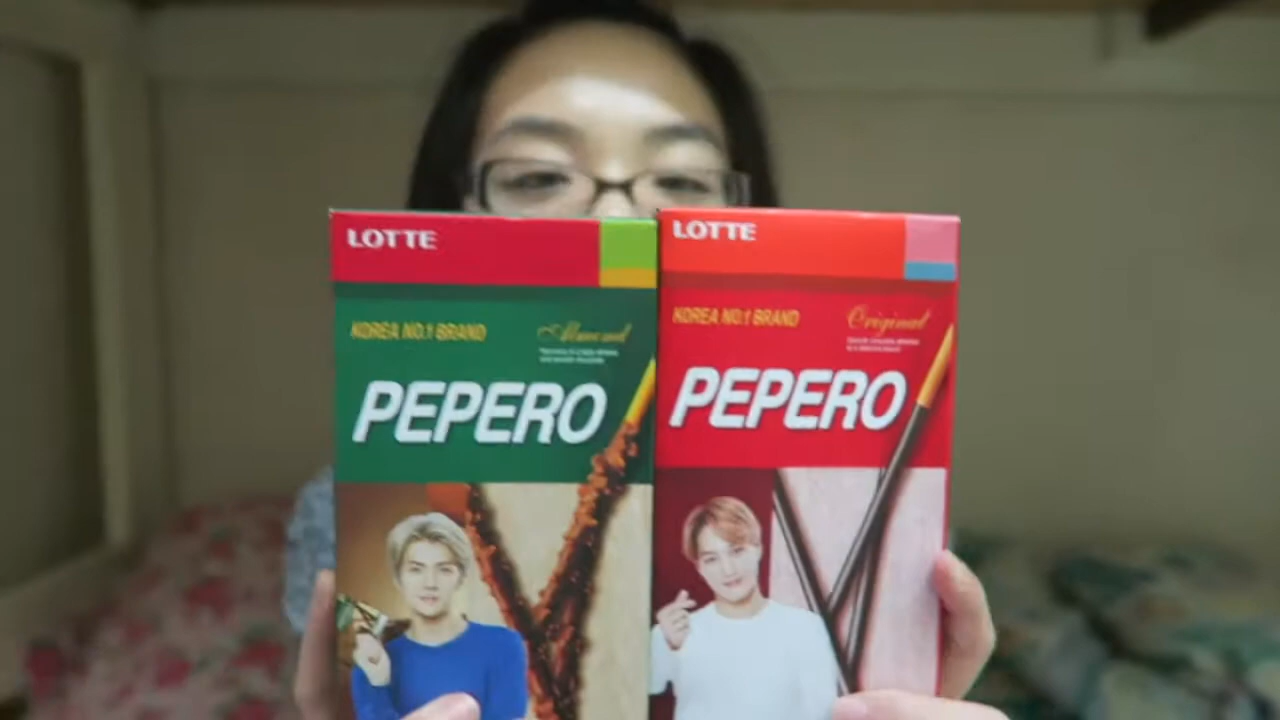 LOTTE
KOREA NO.1 BRAND
Almond
PEPERO
LOTTE
KOREA NO.1 BRAND
Original
PEPERO